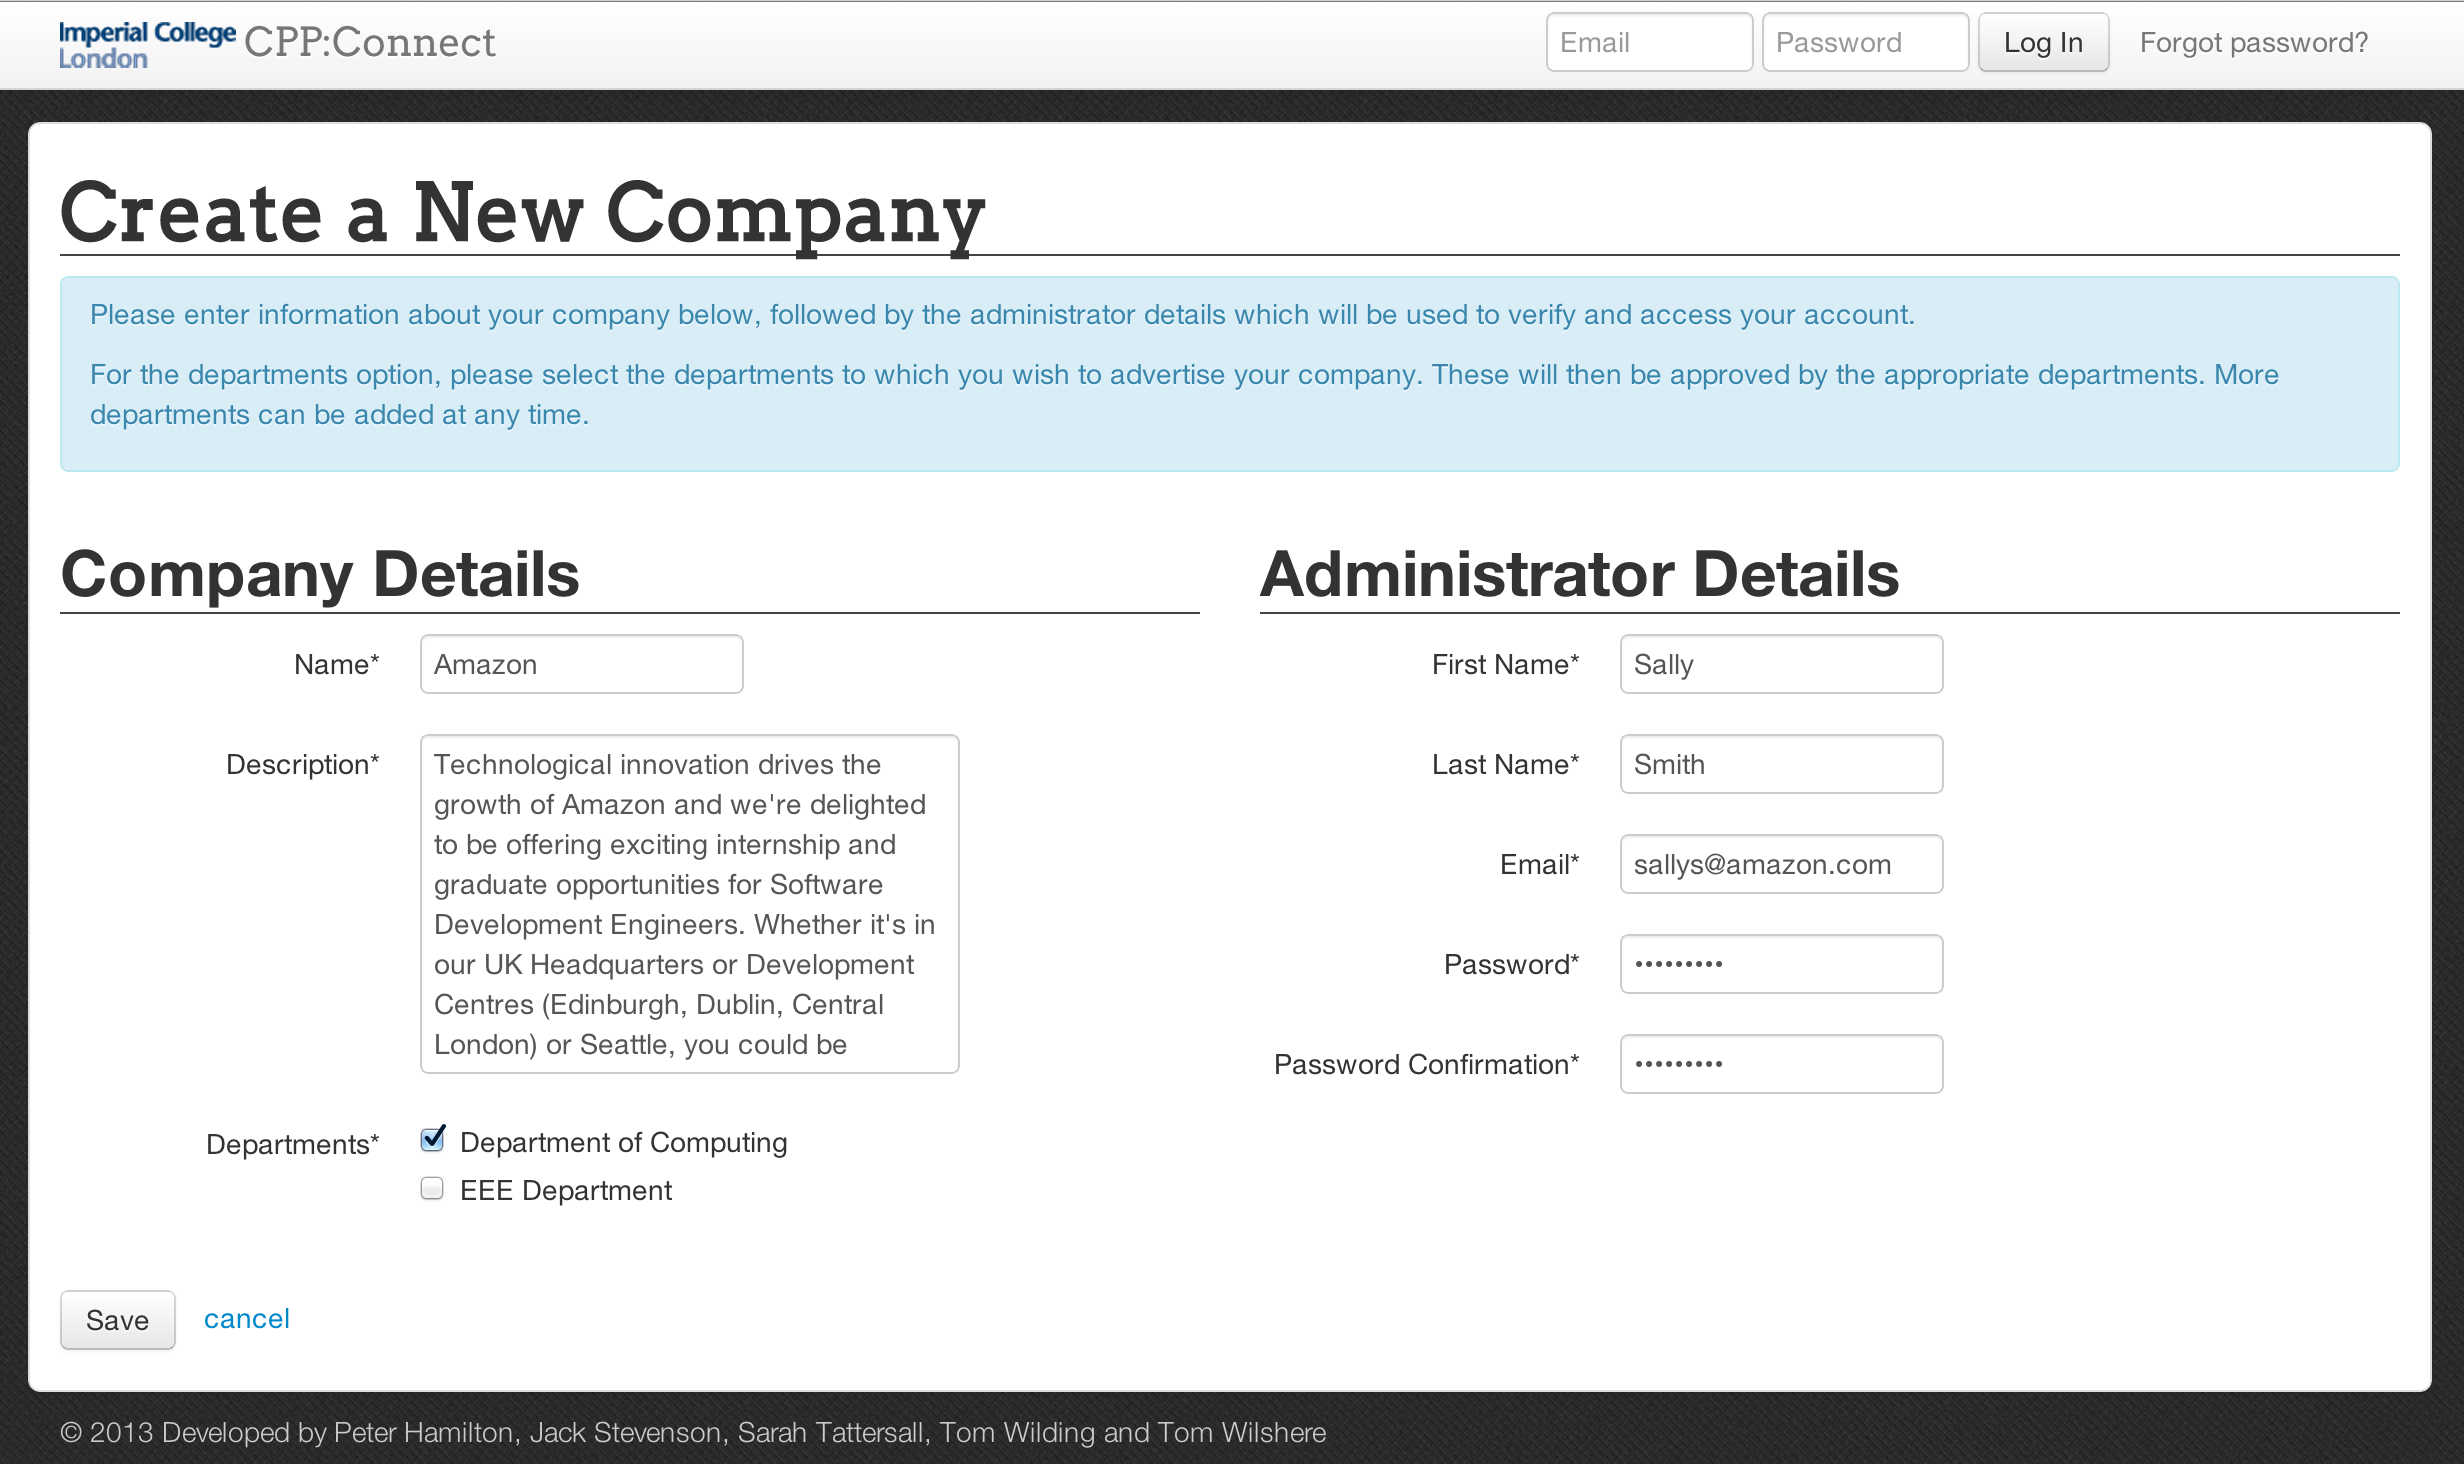 Imperial College
London
CPP:Connect
Email
Password
Log In
Forgot password?
Create a New Company
Please enter information about your company below, followed by the administrator details which will be used to verify and access your account.
For the departments option, please select the departments to which you wish to advertise your company. These will then be approved by the appropriate departments. More
departments can be added at any time.
Company Details
Name*
Amazon
Description*
Technological innovation drives the
growth of Amazon and we're delighted
to be offering exciting internship and
graduate opportunities for Software
Development Engineers. Whether it's in
our UK Headquarters or Development
Centres (Edinburgh, Dublin, Central
London) or Seattle, you could be
Departments*
Department of Computing
EEE Department
Administrator Details
First Name*
Sally
Last Name*
Smith
Email*
sallys@amazon.com
Password*
•••••••••
Password Confirmation*
•••••••••
Save
cancel
© 2013 Developed by Peter Hamilton, Jack Stevenson, Sarah Tattersall, Tom Wilding and Tom Wilshere